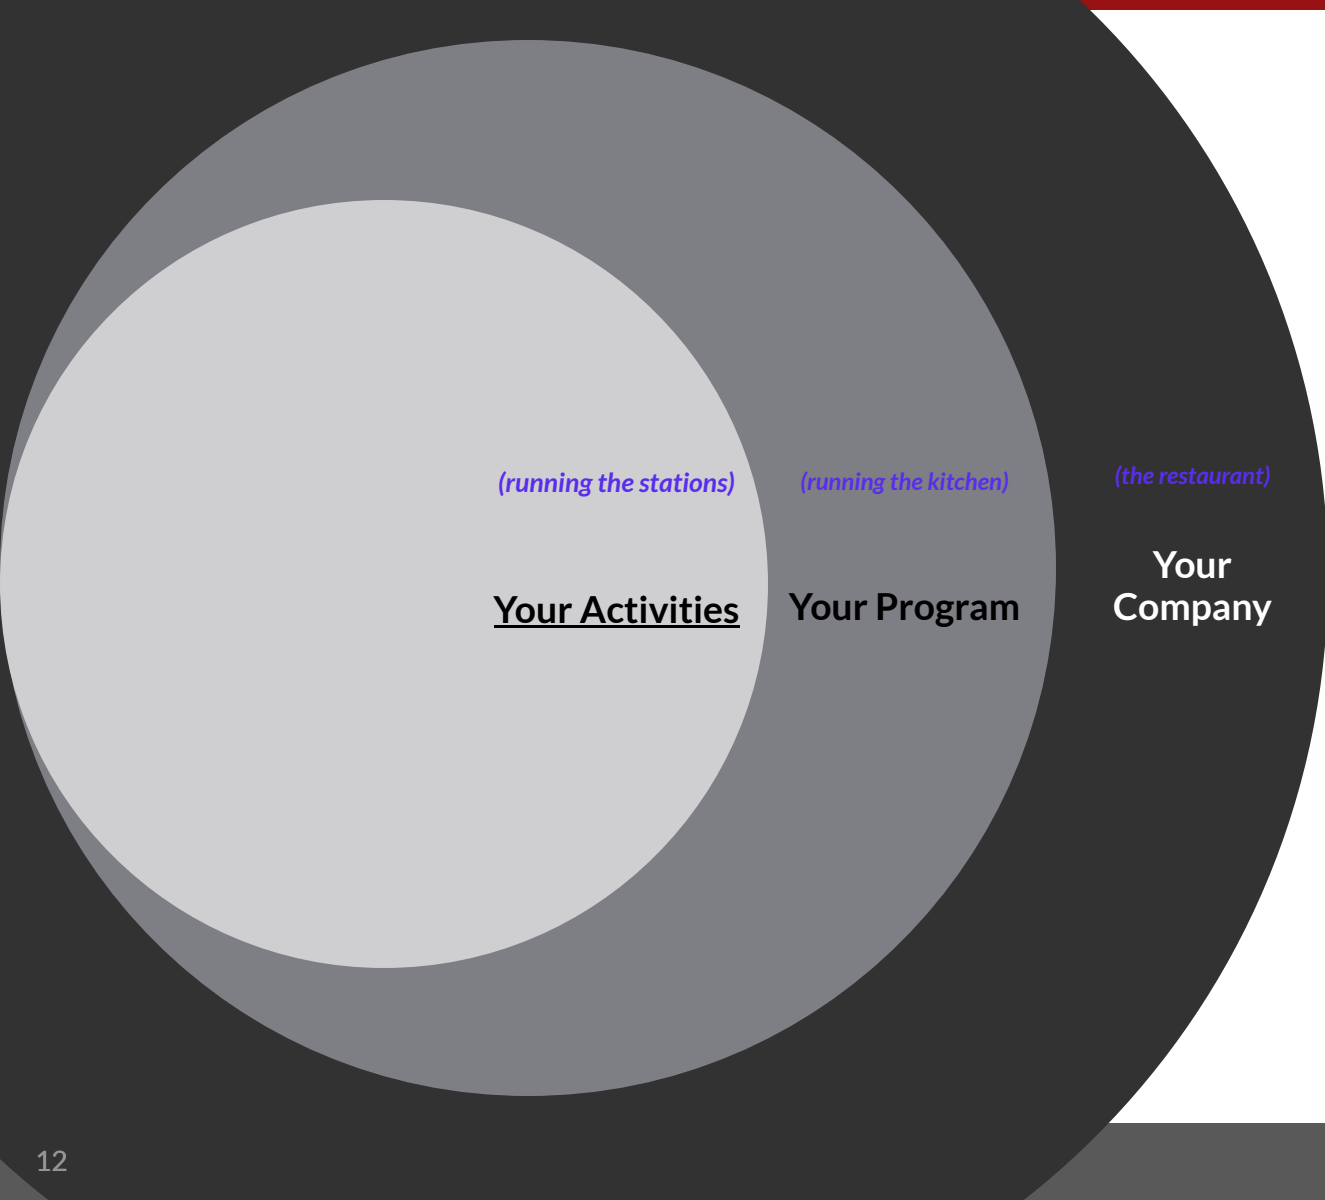 (running the stations)
Your Activities
(running the kitchen)
Your Program
(the restaurant)
Your
Company
12